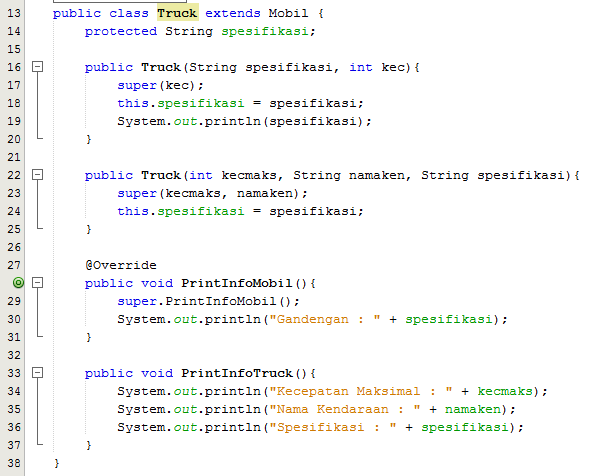 13 public class Truck extends Mobil {
14 protected String spesifikasi;
15
16 public Truck(String spesifikasi, int kec){
17 super(kec);
18 this.spesifikasi = spesifikasi;
19 System.out.println(spesifikasi);
20 }
21
22 public Truck(int kecmaks, String namaken, String spesifikasi){
23 super(kecmaks, namaken);
24 this.spesifikasi = spesifikasi;
25 }
26
27 @Override
public void PrintInfoMobil(){
29 super.PrintInfoMobil();
30 System.out.println("Gandengan : " + spesifikasi);
31 }
32
33 public void PrintInfoTruck(){
34 System.out.println("Kecepatan Maksimal : " + kecmaks);
35 System.out.println("Nama Kendaraan : " + namaken);
36 System.out.println("Spesifikasi : " + spesifikasi);
37 }
38 }